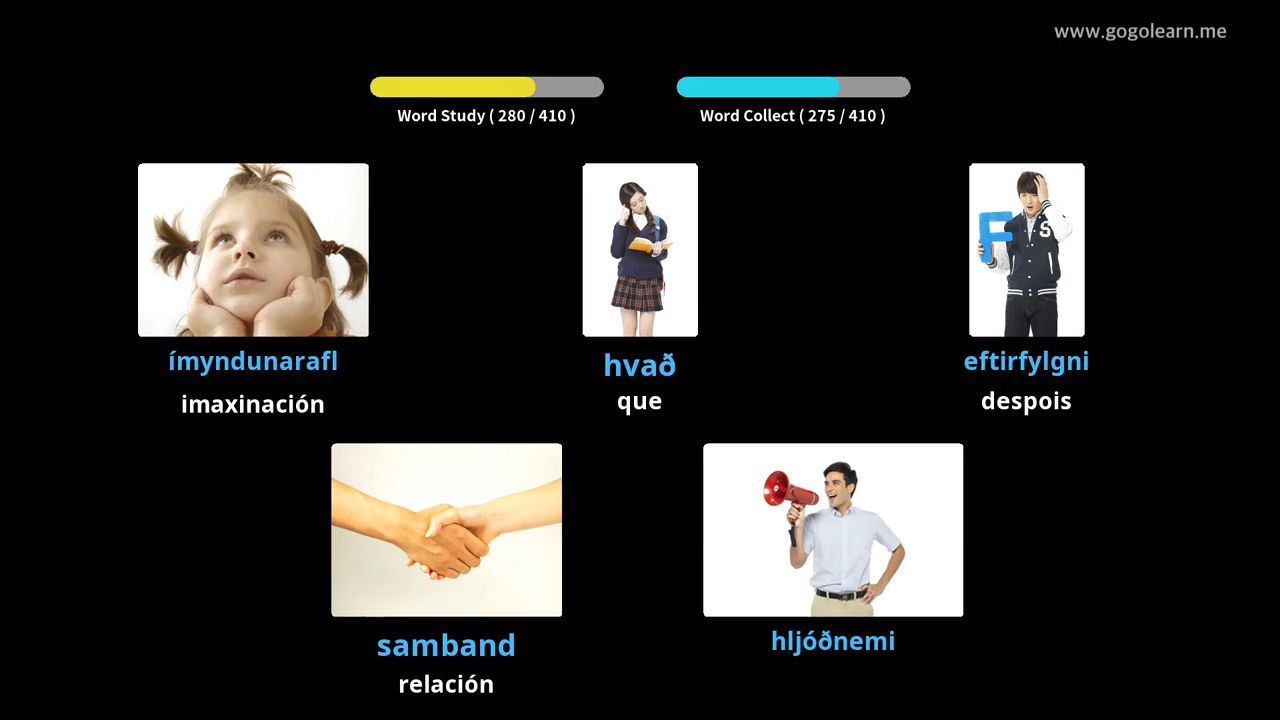 www.gogolearn.me
Word Study ( 280 / 410 )
Word Collect ( 275 / 410 )
ímyndunarafl
imaxinación
hvað
que
S
F
eftirfylgni
despois
samband
relación
hljóðnemi